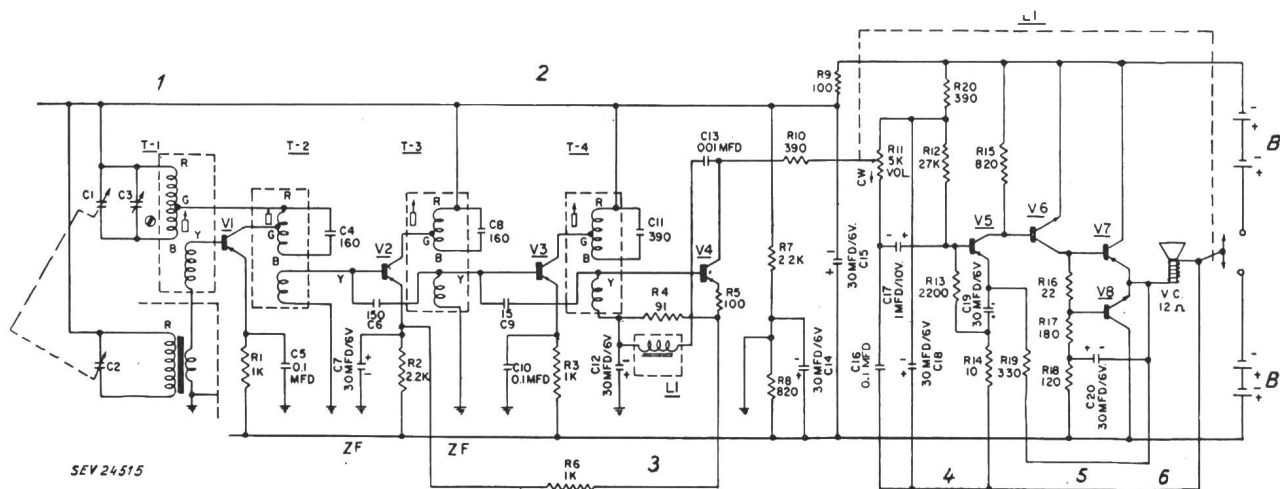 L1
1
2
R9
100
R20
390
B
T-1
T-2
T-3
T-4
C13
001MFD
R10
390
R11
5K
VOL.
CW
R12
27K
R15
820
R
G
B
Y
C1
C3
V1
R
G
B
C4
160
R
G
B
C8
160
R
G
B
C11
390
V2
V3
V4
V5
V6
V7
V8
Y
Y
150
C6
15
C9
R4
91
R5
100
R7
2.2K
30MFD/6V.
C15
C17
1MFD/10V.
R13
2200
C19
30MFD/6V
R16
22
R17
180
V.C.
12Ω
C2
R
R1
1K
C5
0.1
MFD
C7
30MFD/6V
R2
2.2K
C10
0.1MFD
R3
1K
C12
30MFD/6V
L1
R8
820
30MFD/6V
C14
C16
0.1 MFD
30MFD/6V
C18
R14
10
R19
330
R18
120
C20
30MFD/6V.
B
ZF
ZF
3
R6
1K
4
5
6
SEV 24515